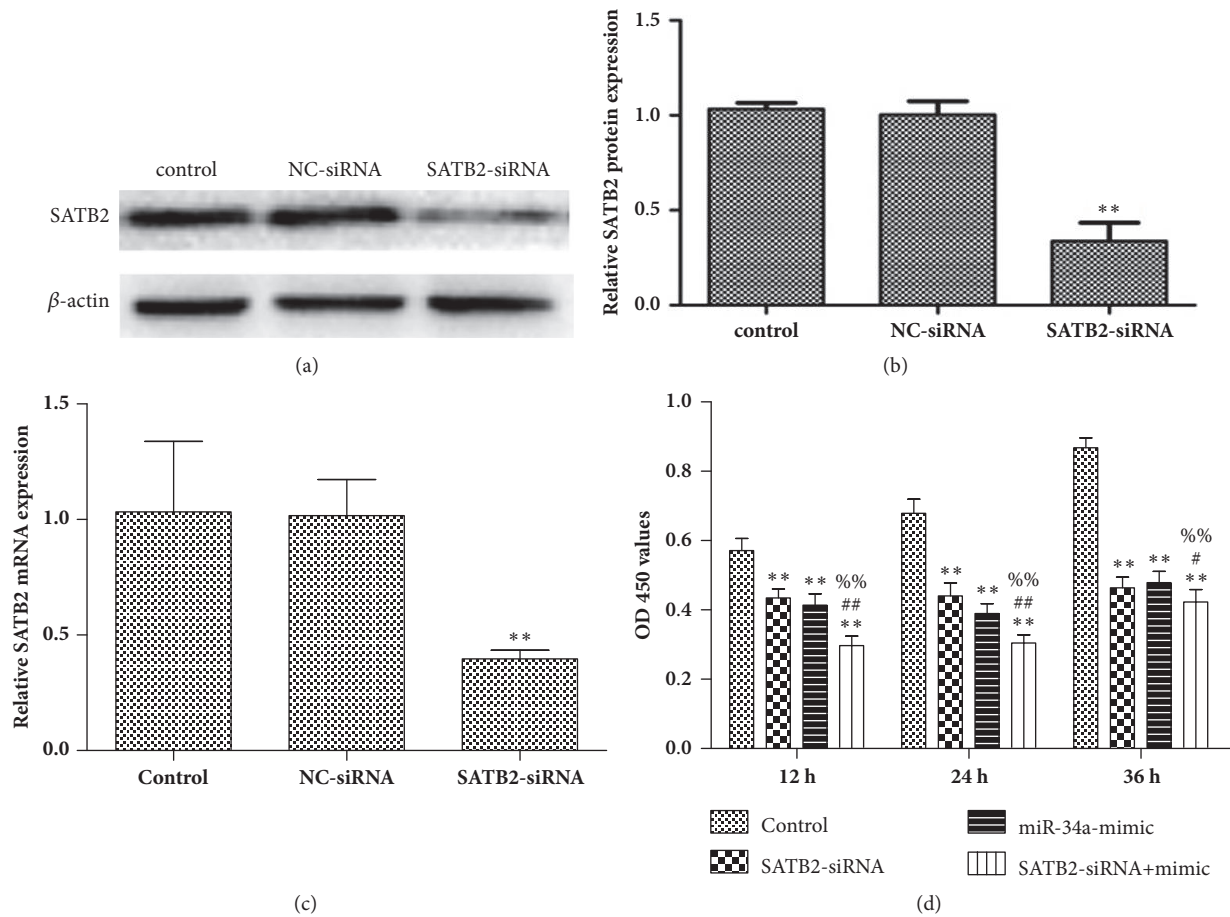 control NC-siRNA SATB2-siRNA
SATB2
β-actin
(a)
Relative SATB2 protein expression
1.5
1.0
0.5
0.0
**
control NC-siRNA SATB2-siRNA
(b)
Relative SATB2 mRNA expression
1.5
1.0
0.5
0.0
**
Control NC-siRNA SATB2-siRNA
(c)
OD 450 values
1.0
0.8
0.6
0.4
0.2
0.0
** ** %%
##
**
** ** %%
##
**
** ** %%
#
**
12 h 24 h 36 h
Control miR-34a-mimic
SATB2-siRNA SATB2-siRNA+mimic
(d)